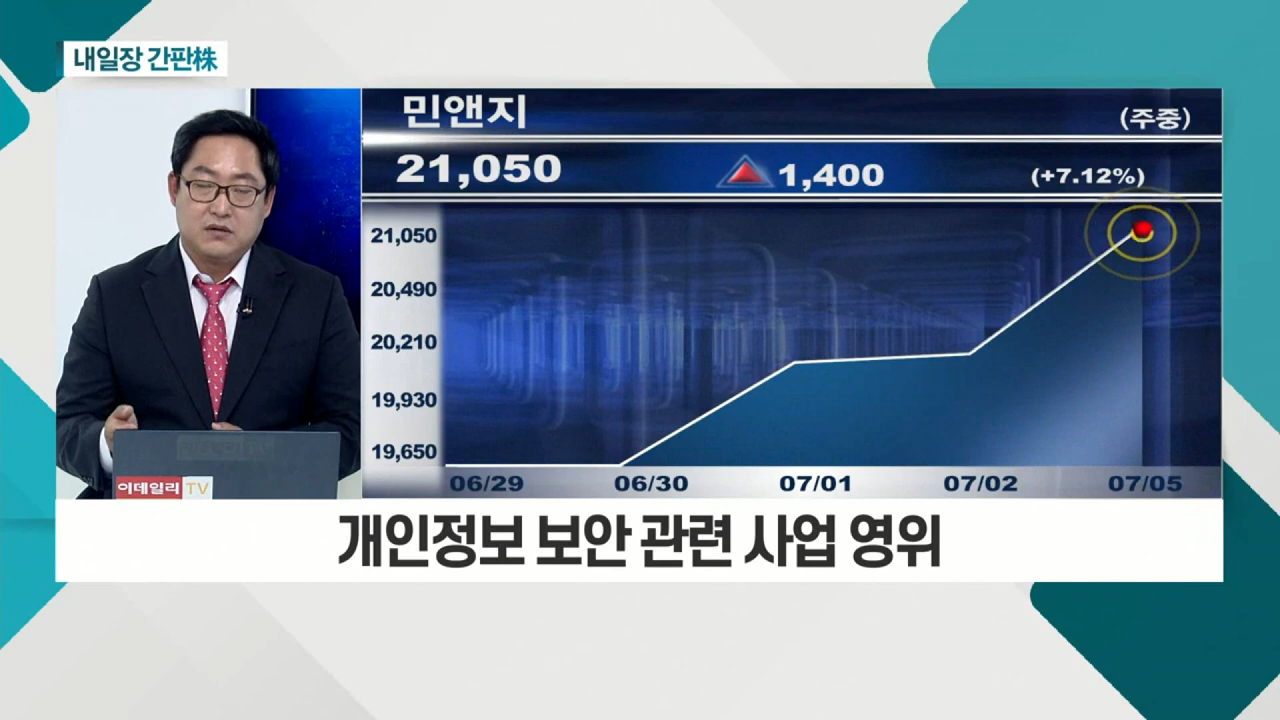 내일장 간판株
민앤지
(주중)
21,050
1,400
(+7.12%)
21,050
20,490
20,210
19,930
19,650
06/29
06/30
07/01
07/02
07/05
이데일리 TV
개인정보 보안 관련 사업 영위